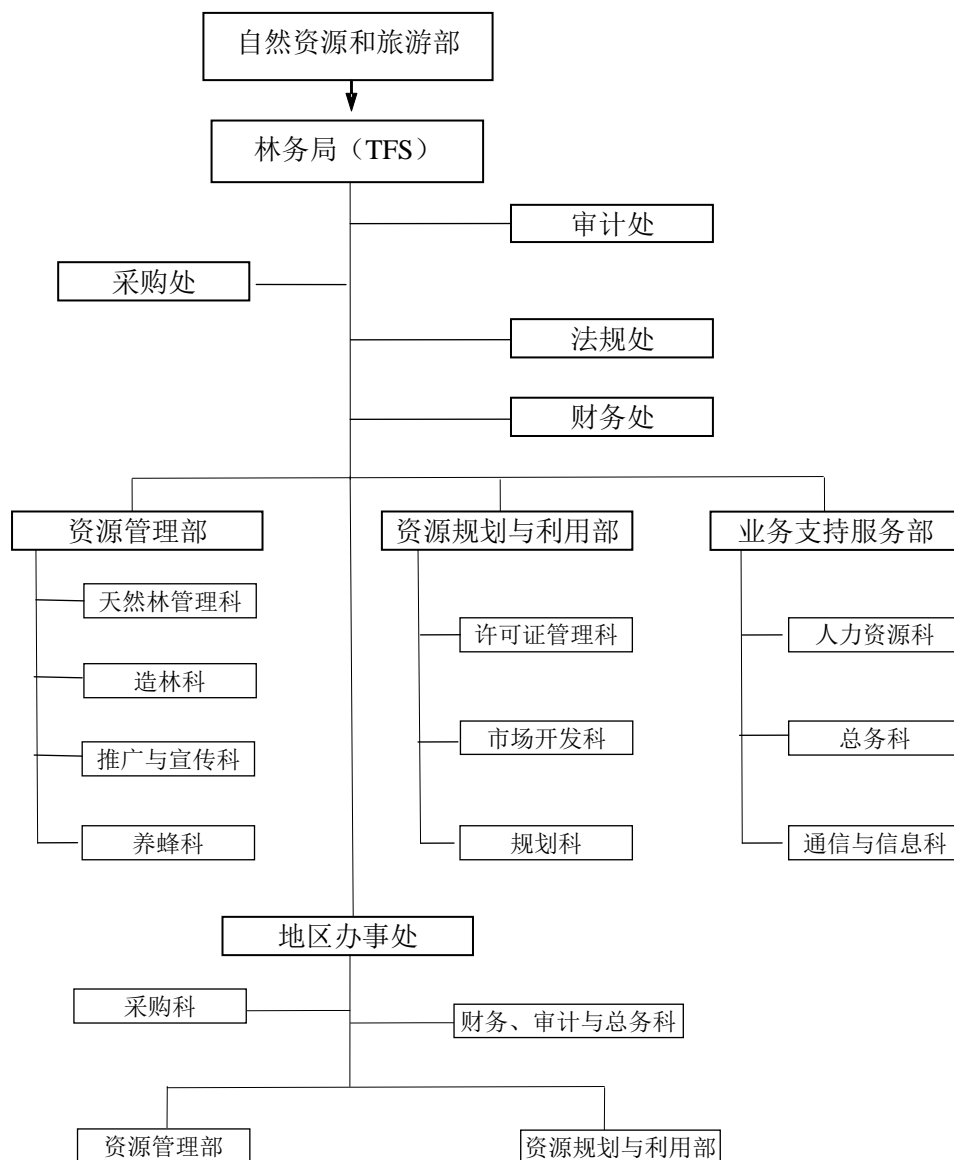 自然资源和旅游部
林务局（TFS）
审计处
采购处
法规处
财务处
资源管理部
资源规划与利用部
业务支持服务部
天然林管理科
许可证管理科
人力资源科
造林科
市场开发科
总务科
推广与宣传科
养蜂科
规划科
通信与信息科
地区办事处
采购科
财务、审计与总务科
资源管理部
资源规划与利用部